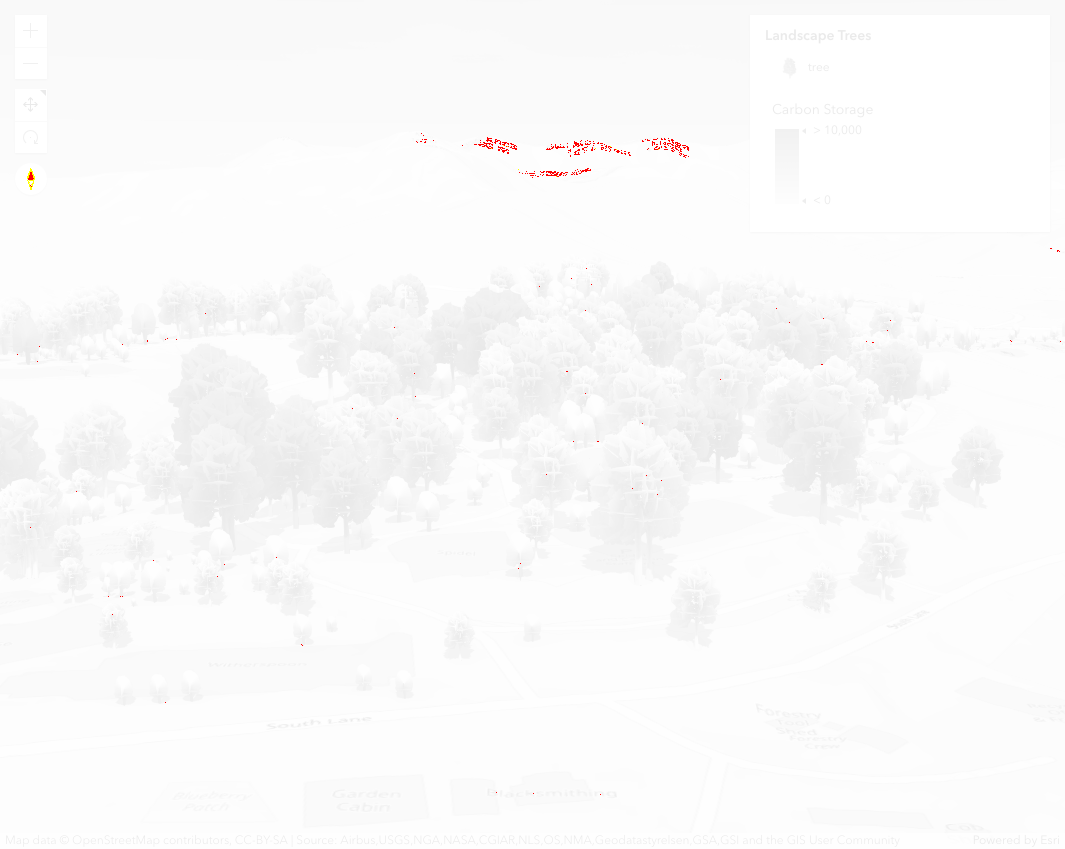 Landscape Trees
tree
Carbon Storage
> 10,000
< 0
South Lane
Forestry
Forestry
Crew
Garden
Cabin
Blacksmithing
Map data © OpenStreetMap contributors, CC-BY-SA | Source: Airbus,USGS,NGA,NASA,CGIAR,NLS,OS,NMA,Geodatastyrelsen,GSA,GSI and the GIS User Community
Powered by Esri